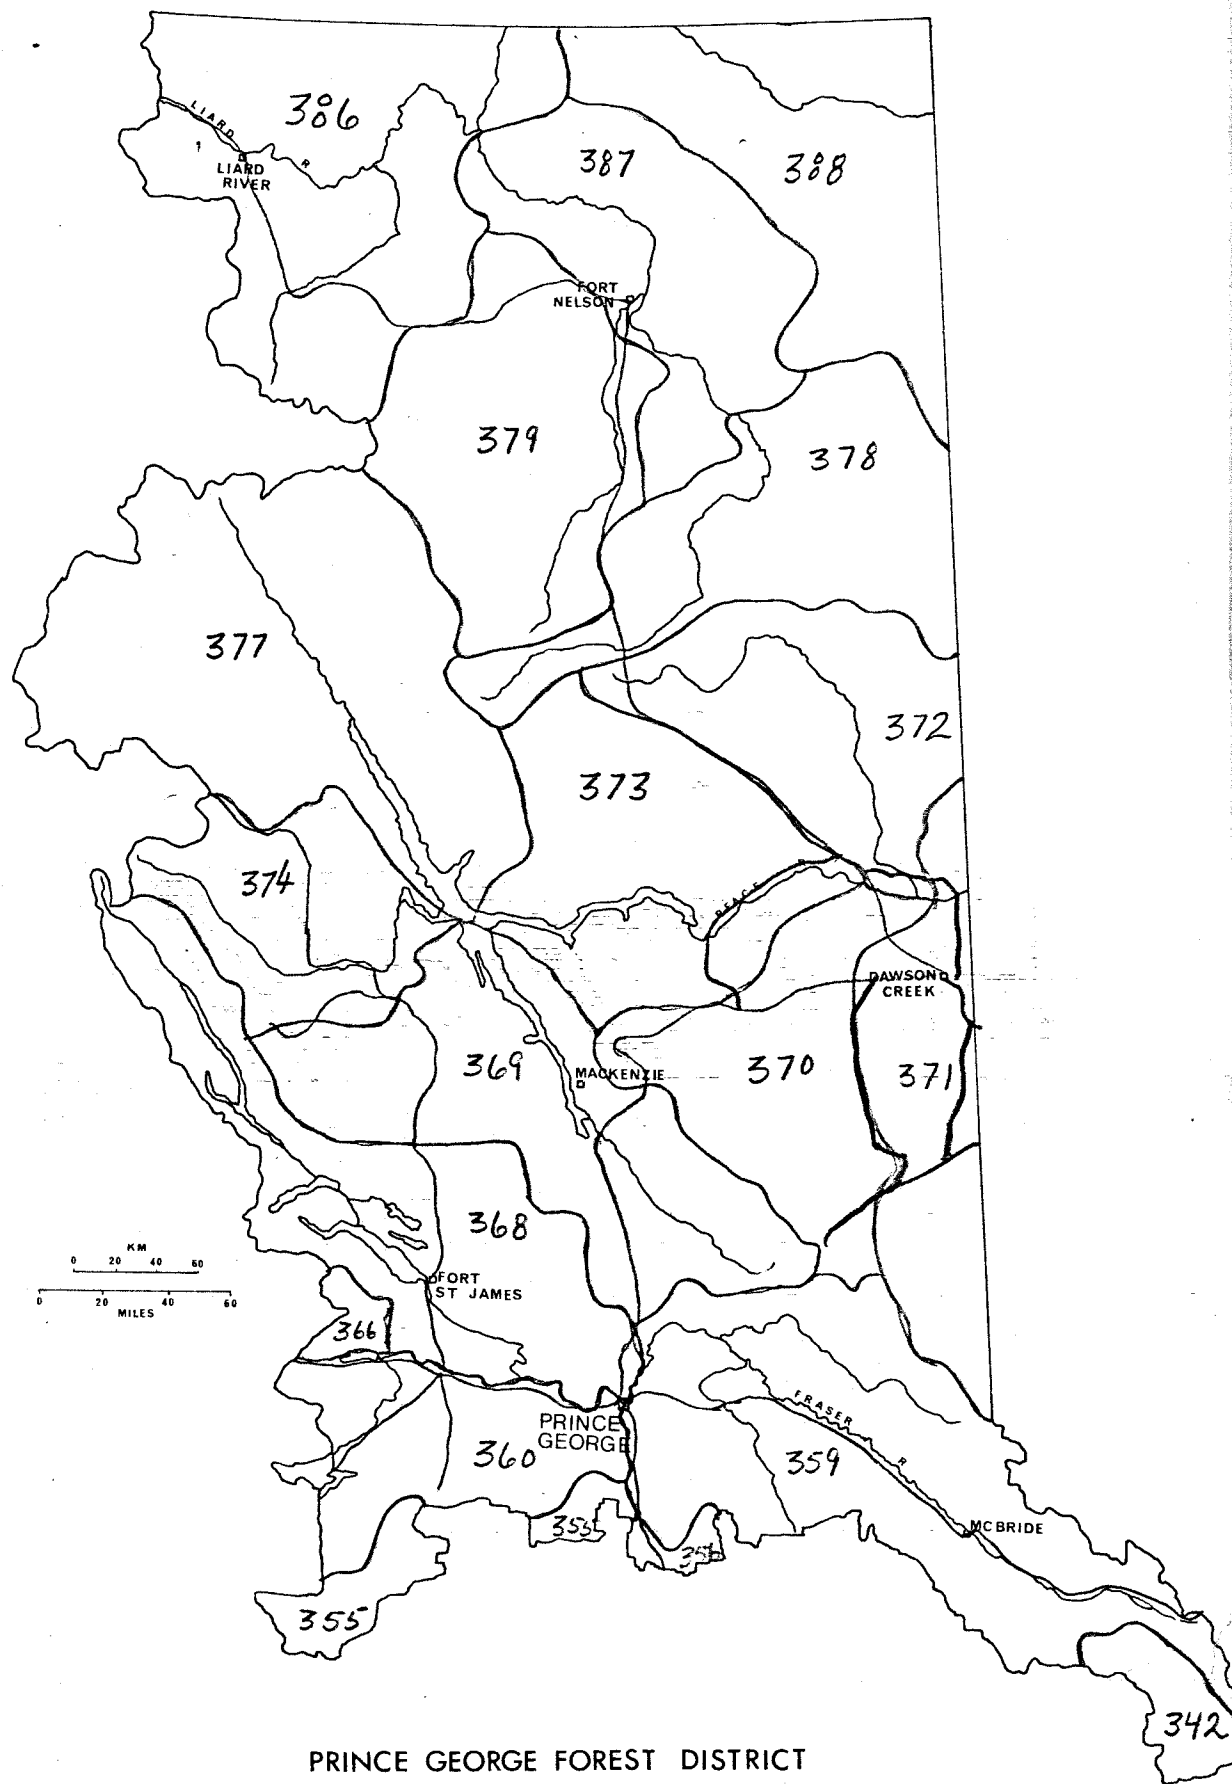 386
387
388
LIARD
R
LIARD
RIVER
FORT
NELSON
379
378
377
372
373
374
PEACE
R
DAWSON
CREEK
369
MACKENZIE
370
371
368
KM
0 20 40 60
0 20 40 60
MILES
FORT
ST JAMES
366
FRASER
R
PRINCE
GEORGE
360
359
355
MCBRIDE
355
342
PRINCE GEORGE FOREST DISTRICT